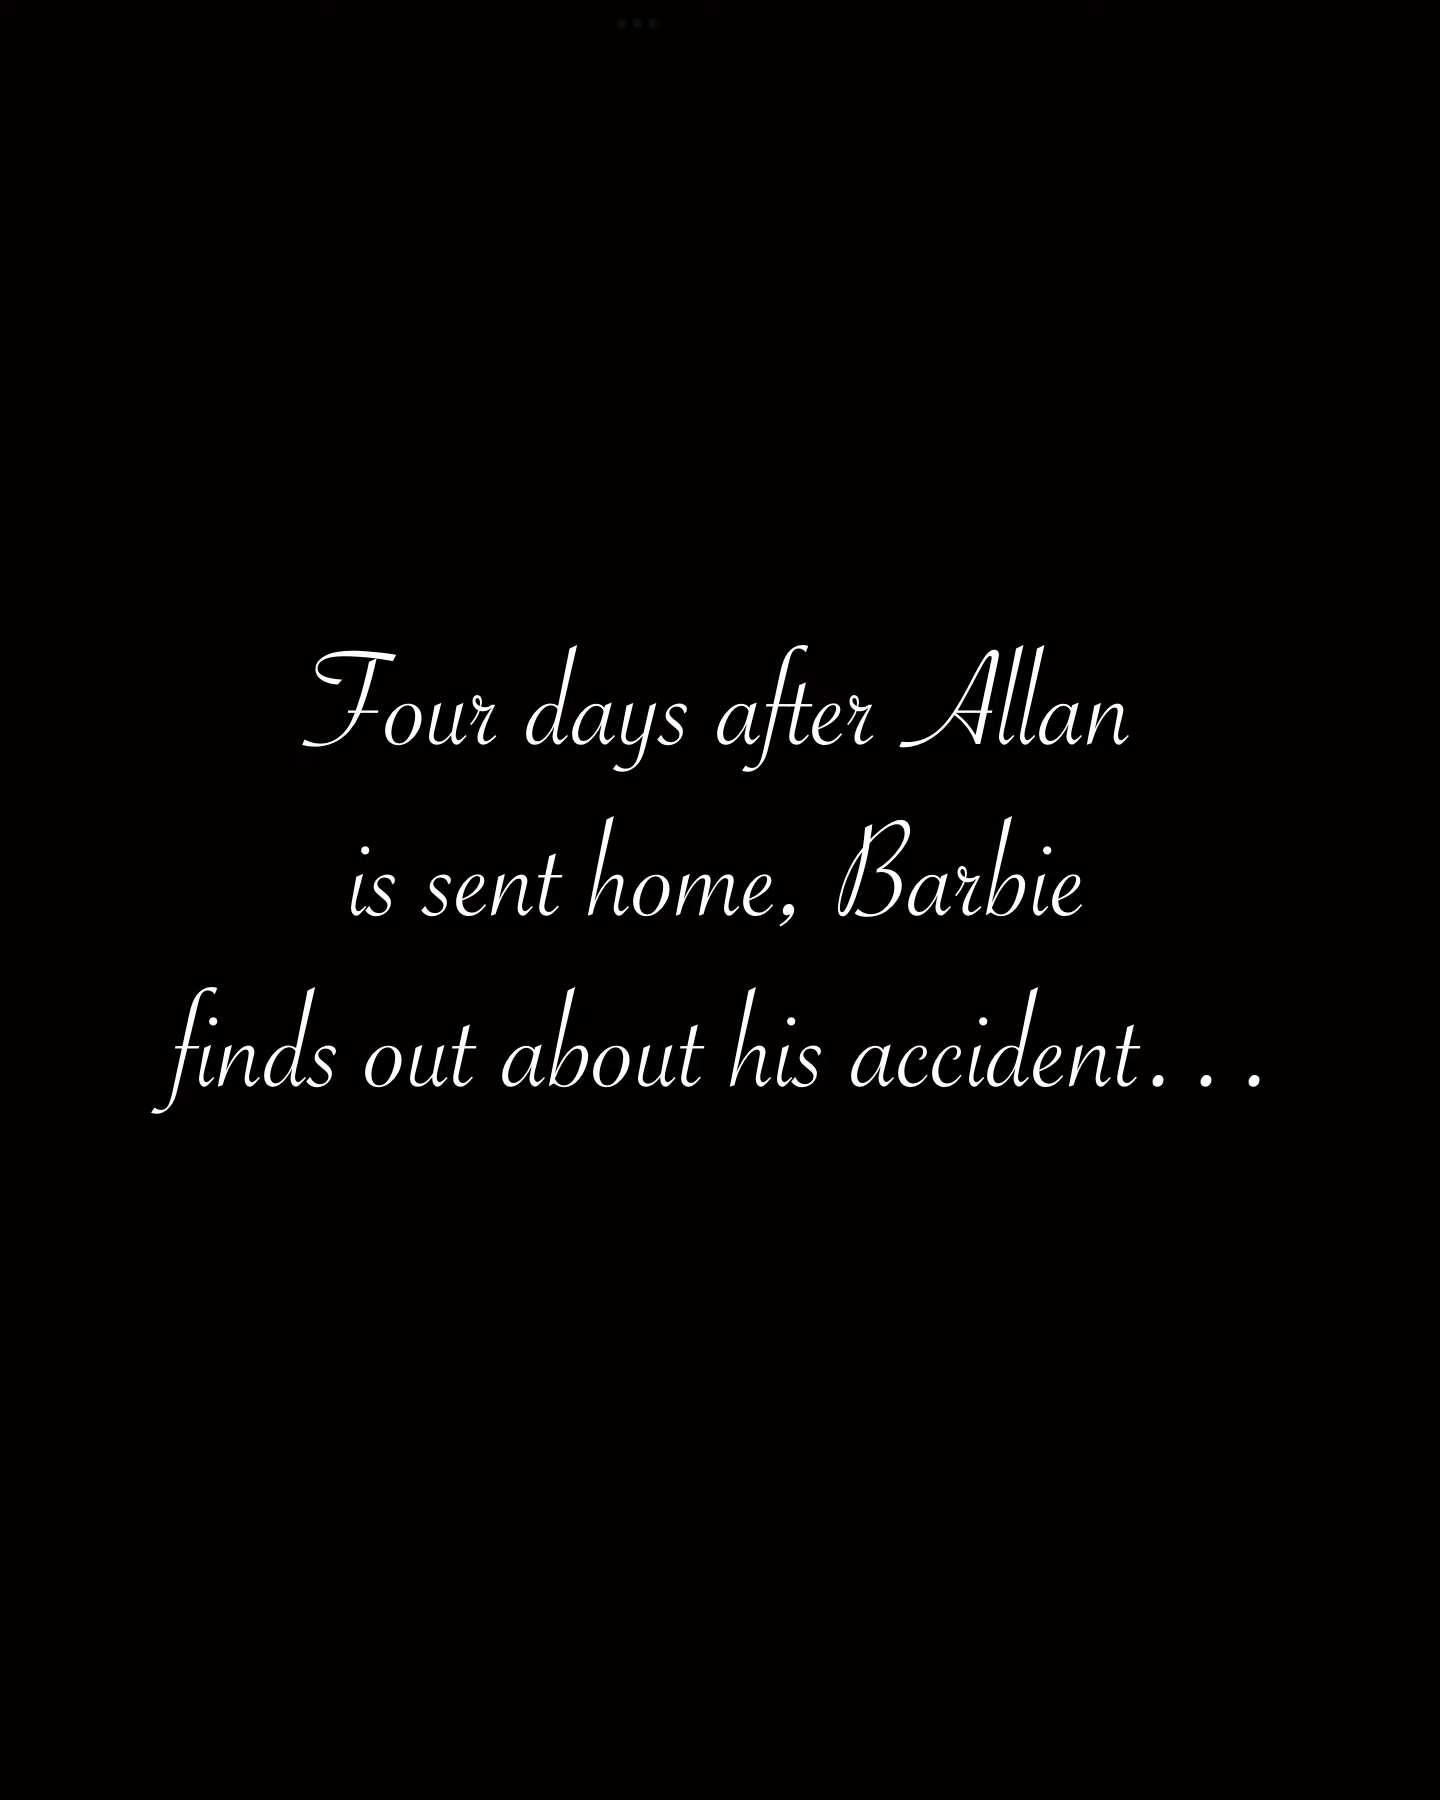 Four days after Allan
is sent home, Barbie
finds out about his accident...